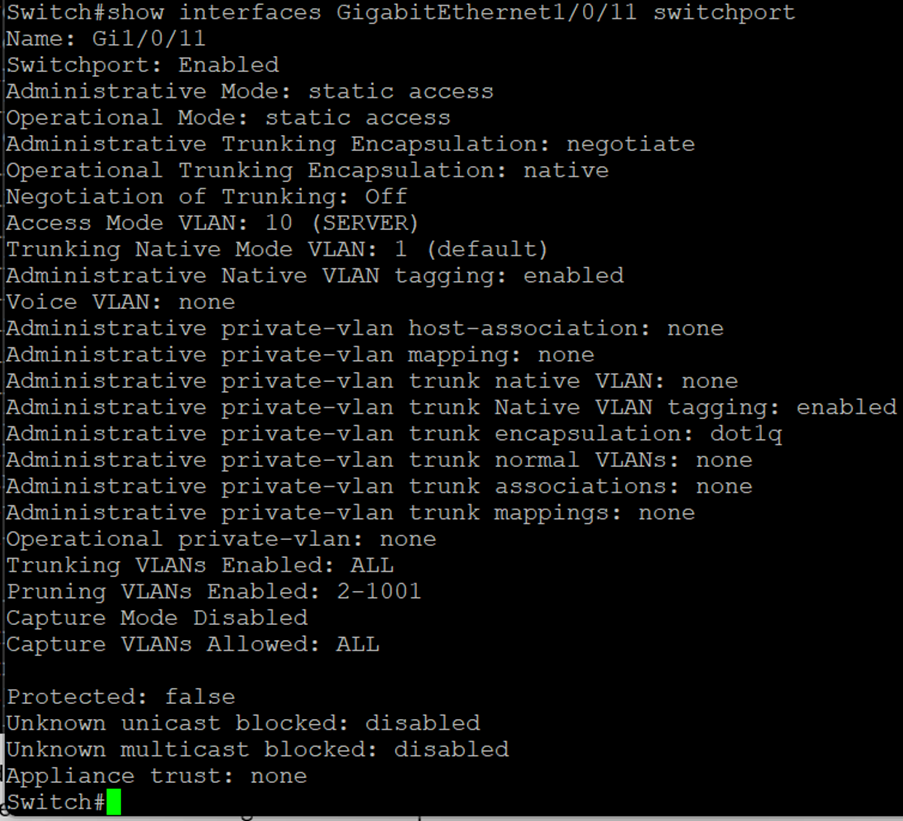 Switch#show interfaces GigabitEthernet1/0/11 switchport
Name: Gi1/0/11
Switchport: Enabled
Administrative Mode: static access
Operational Mode: static access
Administrative Trunking Encapsulation: negotiate
Operational Trunking Encapsulation: native
Negotiation of Trunking: Off
Access Mode VLAN: 10 (SERVER)
Trunking Native Mode VLAN: 1 (default)
Administrative Native VLAN tagging: enabled
Voice VLAN: none
Administrative private-vlan host-association: none
Administrative private-vlan mapping: none
Administrative private-vlan trunk native VLAN: none
Administrative private-vlan trunk Native VLAN tagging: enabled
Administrative private-vlan trunk encapsulation: dot1q
Administrative private-vlan trunk normal VLANs: none
Administrative private-vlan trunk associations: none
Administrative private-vlan trunk mappings: none
Operational private-vlan: none
Trunking VLANs Enabled: ALL
Pruning VLANs Enabled: 2-1001
Capture Mode Disabled
Capture VLANs Allowed: ALL
Protected: false
Unknown unicast blocked: disabled
Unknown multicast blocked: disabled
Appliance trust: none
Switch#